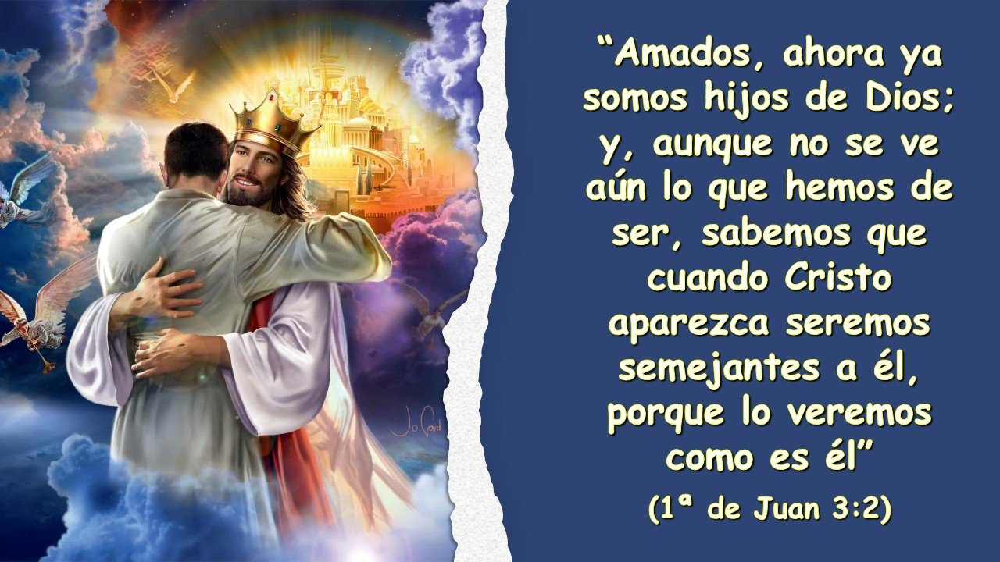 “Amados, ahora ya
somos hijos de Dios;
y, aunque no se ve
aún lo que hemos de
ser, sabemos que
cuando Cristo
aparezca seremos
semejantes a él,
porque lo veremos
como es él”
(1ª de Juan 3:2)